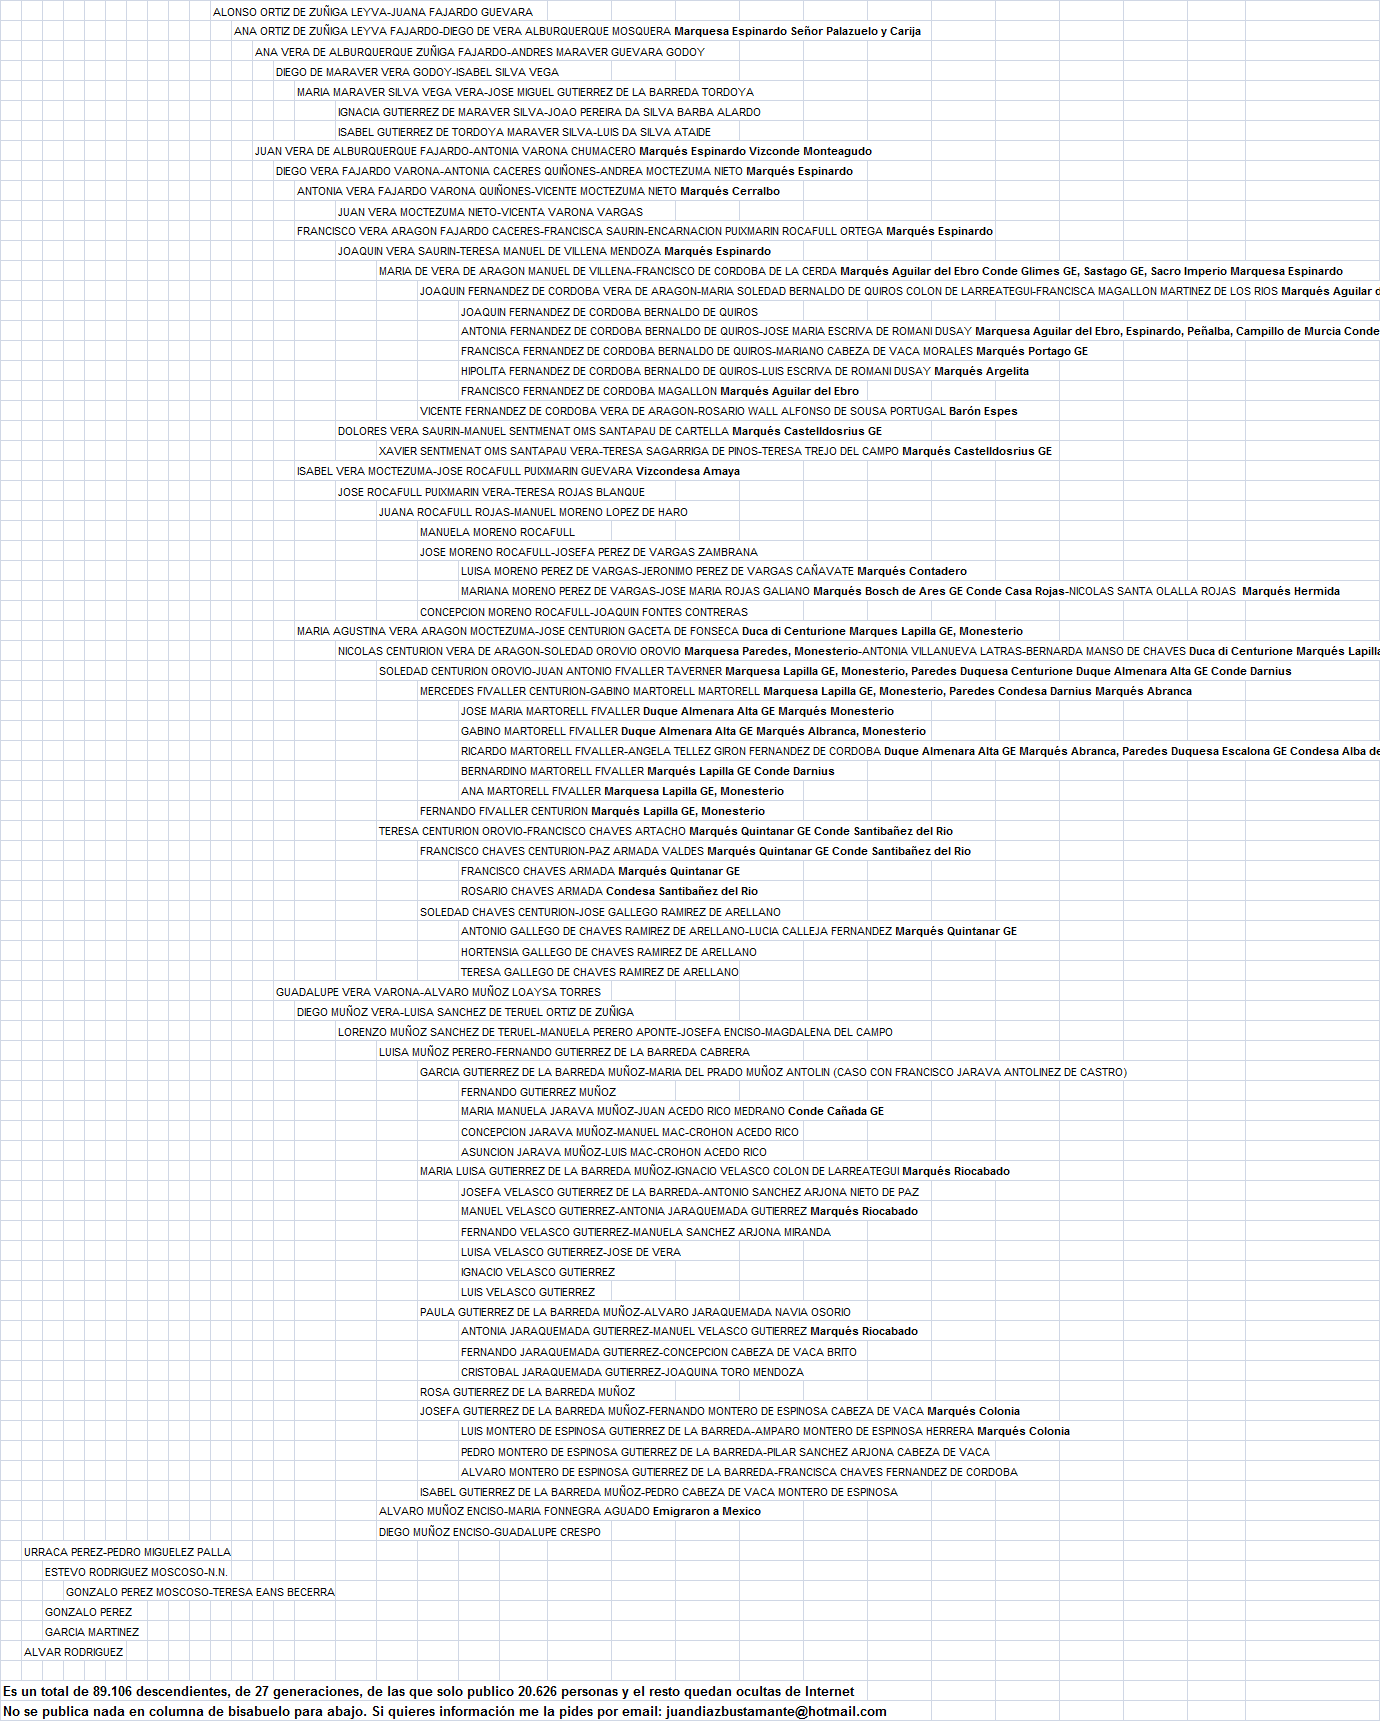 ALONSO ORTIZ DE ZUÑIGA LEYVA-JUANA FAJARDO GUEVARA
ANA ORTIZ DE ZUÑIGA LEYVA FAJARDO-DIEGO DE VERA ALBURQUERQUE MOSQUERA Marquesa Espinardo Señor Palazuelo y Carija
ANA VERA DE ALBURQUERQUE ZUÑIGA FAJARDO-ANDRES MARAVER GUEVARA GODOY
DIEGO DE MARAVER VERA GODOY-ISABEL SILVA VEGA
MARIA MARAVER SILVA VEGA VERA-JOSE MIGUEL GUTIERREZ DE LA BARREDA TORDOYA
IGNACIA GUTIERREZ DE MARAVER SILVA-JOAO PEREIRA DA SILVA BARBA ALARDO
ISABEL GUTIERREZ DE TORDOYA MARAVER SILVA-LUIS DA SILVA ATAIDE
JUAN VERA DE ALBURQUERQUE FAJARDO-ANTONIA VARONA CHUMACERO Marqués Espinardo Vizconde Monteagudo
DIEGO VERA FAJARDO VARONA-ANTONIA CACERES QUIÑONES-ANDREA MOCTEZUMA NIETO Marqués Espinardo
ANTONIA VERA FAJARDO VARONA QUIÑONES-VICENTE MOCTEZUMA NIETO Marqués Cerralbo
JUAN VERA MOCTEZUMA NIETO-VICENTA VARONA VARGAS
FRANCISCO VERA ARAGON FAJARDO CACERES-FRANCISCA SAURIN-ENCARNACION PUIXMARIN ROCAFULL ORTEGA Marqués Espinardo
JOAQUIN VERA SAURIN-TERESA MANUEL DE VILLENA MENDOZA Marqués Espinardo
MARIA DE VERA DE ARAGON MANUEL DE VILLENA-FRANCISCO DE CORDOBA DE LA CERDA Marqués Aguilar del Ebro Conde Glimes GE, Sastago GE, Sacro Imperio Marquesa Espinardo
JOAQUIN FERNANDEZ DE CORDOBA VERA DE ARAGON-MARIA SOLEDAD BERNALDO DE QUIROS COLON DE LARREATEGUI-FRANCISCA MAGALLON MARTINEZ DE LOS RIOS Marqués Aguilar d
JOAQUIN FERNANDEZ DE CORDOBA BERNALDO DE QUIROS
ANTONIA FERNANDEZ DE CORDOBA BERNALDO DE QUIROS-JOSE MARIA ESCRIVA DE ROMANI DUSAY Marquesa Aguilar del Ebro, Espinardo, Peñalba, Campillo de Murcia Conde
FRANCISCA FERNANDEZ DE CORDOBA BERNALDO DE QUIROS-MARIANO CABEZA DE VACA MORALES Marqués Portago GE
HIPOLITA FERNANDEZ DE CORDOBA BERNALDO DE QUIROS-LUIS ESCRIVA DE ROMANI DUSAY Marqués Argelita
FRANCISCO FERNANDEZ DE CORDOBA MAGALLON Marqués Aguilar del Ebro
VICENTE FERNANDEZ DE CORDOBA VERA DE ARAGON-ROSARIO WALL ALFONSO DE SOUSA PORTUGAL Barón Espes
DOLORES VERA SAURIN-MANUEL SENTMENAT OMS SANTAPAU DE CARTELLA Marqués Castelldosrius GE
XAVIER SENTMENAT OMS SANTAPAU VERA-TERESA SAGARRIGA DE PINOS-TERESA TREJO DEL CAMPO Marqués Castelldosrius GE
ISABEL VERA MOCTEZUMA-JOSE ROCAFULL PUIXMARIN GUEVARA Vizcondesa Amaya
JOSE ROCAFULL PUIXMARIN VERA-TERESA ROJAS BLANQUE
JUANA ROCAFULL ROJAS-MANUEL MORENO LOPEZ DE HARO
MANUELA MORENO ROCAFULL
JOSE MORENO ROCAFULL-JOSEFA PEREZ DE VARGAS ZAMBRANA
LUISA MORENO PEREZ DE VARGAS-JERONIMO PEREZ DE VARGAS CAÑAVATE Marqués Contadero
MARIANA MORENO PEREZ DE VARGAS-JOSE MARIA ROJAS GALIANO Marqués Bosch de Ares GE Conde Casa Rojas-NICOLAS SANTA OLALLA ROJAS Marqués Hermida
CONCEPCION MORENO ROCAFULL-JOAQUIN FONTES CONTRERAS
MARIA AGUSTINA VERA ARAGON MOCTEZUMA-JOSE CENTURION GACETA DE FONSECA Duca di Centurione Marques Lapilla GE, Monesterio
NICOLAS CENTURION VERA DE ARAGON-SOLEDAD OROVIO OROVIO Marquesa Paredes, Monesterio-ANTONIA VILLANUEVA LATRAS-BERNARDA MANSO DE CHAVES Duca di Centurione Marqués Lapilla
SOLEDAD CENTURION OROVIO-JUAN ANTONIO FIVALLER TAVERNER Marquesa Lapilla GE, Monesterio, Paredes Duquesa Centurione Duque Almenara Alta GE Conde Darnius
MERCEDES FIVALLER CENTURION-GABINO MARTORELL MARTORELL Marquesa Lapilla GE, Monesterio, Paredes Condesa Darnius Marqués Abranca
JOSE MARIA MARTORELL FIVALLER Duque Almenara Alta GE Marqués Monesterio
GABINO MARTORELL FIVALLER Duque Almenara Alta GE Marqués Albranca, Monesterio
RICARDO MARTORELL FIVALLER-ANGELA TELLEZ GIRON FERNANDEZ DE CORDOBA Duque Almenara Alta GE Marqués Abranca, Paredes Duquesa Escalona GE Condesa Alba de
BERNARDINO MARTORELL FIVALLER Marqués Lapilla GE Conde Darnius
ANA MARTORELL FIVALLER Marquesa Lapilla GE, Monesterio
FERNANDO FIVALLER CENTURION Marqués Lapilla GE, Monesterio
TERESA CENTURION OROVIO-FRANCISCO CHAVES ARTACHO Marqués Quintanar GE Conde Santibañez del Rio
FRANCISCO CHAVES CENTURION-PAZ ARMADA VALDES Marqués Quintanar GE Conde Santibañez del Rio
FRANCISCO CHAVES ARMADA Marqués Quintanar GE
ROSARIO CHAVES ARMADA Condesa Santibañez del Rio
SOLEDAD CHAVES CENTURION-JOSE GALLEGO RAMIREZ DE ARELLANO
ANTONIO GALLEGO DE CHAVES RAMIREZ DE ARELLANO-LUCIA CALLEJA FERNANDEZ Marqués Quintanar GE
HORTENSIA GALLEGO DE CHAVES RAMIREZ DE ARELLANO
TERESA GALLEGO DE CHAVES RAMIREZ DE ARELLANO
GUADALUPE VERA VARONA-ALVARO MUÑOZ LOAYSA TORRES
DIEGO MUÑOZ VERA-LUISA SANCHEZ DE TERUEL ORTIZ DE ZUÑIGA
LORENZO MUÑOZ SANCHEZ DE TERUEL-MANUELA PERERO APONTE-JOSEFA ENCISO-MAGDALENA DEL CAMPO
LUISA MUÑOZ PERERO-FERNANDO GUTIERREZ DE LA BARREDA CABRERA
GARCIA GUTIERREZ DE LA BARREDA MUÑOZ-MARIA DEL PRADO MUÑOZ ANTOLIN (CASO CON FRANCISCO JARAVA ANTOLINEZ DE CASTRO)
FERNANDO GUTIERREZ MUÑOZ
MARIA MANUELA JARAVA MUÑOZ-JUAN ACEDO RICO MEDRANO Conde Cañada GE
CONCEPCION JARAVA MUÑOZ-MANUEL MAC-CROHON ACEDO RICO
ASUNCION JARAVA MUÑOZ-LUIS MAC-CROHON ACEDO RICO
MARIA LUISA GUTIERREZ DE LA BARREDA MUÑOZ-IGNACIO VELASCO COLON DE LARREATEGUI Marqués Riocabado
JOSEFA VELASCO GUTIERREZ DE LA BARREDA-ANTONIO SANCHEZ ARJONA NIETO DE PAZ
MANUEL VELASCO GUTIERREZ-ANTONIA JARAQUEMADA GUTIERREZ Marqués Riocabado
FERNANDO VELASCO GUTIERREZ-MANUELA SANCHEZ ARJONA MIRANDA
LUISA VELASCO GUTIERREZ-JOSE DE VERA
IGNACIO VELASCO GUTIERREZ
LUIS VELASCO GUTIERREZ
PAULA GUTIERREZ DE LA BARREDA MUÑOZ-ALVARO JARAQUEMADA NAVIA OSORIO
ANTONIA JARAQUEMADA GUTIERREZ-MANUEL VELASCO GUTIERREZ Marqués Riocabado
FERNANDO JARAQUEMADA GUTIERREZ-CONCEPCION CABEZA DE VACA BRITO
CRISTOBAL JARAQUEMADA GUTIERREZ-JOAQUINA TORO MENDOZA
ROSA GUTIERREZ DE LA BARREDA MUÑOZ
JOSEFA GUTIERREZ DE LA BARREDA MUÑOZ-FERNANDO MONTERO DE ESPINOSA CABEZA DE VACA Marqués Colonia
LUIS MONTERO DE ESPINOSA GUTIERREZ DE LA BARREDA-AMPARO MONTERO DE ESPINOSA HERRERA Marqués Colonia
PEDRO MONTERO DE ESPINOSA GUTIERREZ DE LA BARREDA-PILAR SANCHEZ ARJONA CABEZA DE VACA
ALVARO MONTERO DE ESPINOSA GUTIERREZ DE LA BARREDA-FRANCISCA CHAVES FERNANDEZ DE CORDOBA
ISABEL GUTIERREZ DE LA BARREDA MUÑOZ-PEDRO CABEZA DE VACA MONTERO DE ESPINOSA
ALVARO MUÑOZ ENCISO-MARIA FONNEGRA AGUADO Emigraron a Mexico
DIEGO MUÑOZ ENCISO-GUADALUPE CRESPO
URRACA PEREZ-PEDRO MIGUELEZ PALLA
ESTEVO RODRIGUEZ MOSCOSO-N.N.
GONZALO PEREZ MOSCOSO-TERESA EANS BECERRA
GONZALO PEREZ
GARCIA MARTINEZ
ALVAR RODRIGUEZ
Es un total de 89.106 descendientes, de 27 generaciones, de las que solo publico 20.626 personas y el resto quedan ocultas de Internet
No se publica nada en columna de bisabuelo para abajo. Si quieres información me la pides por email: juandiazbustamante@hotmail.com